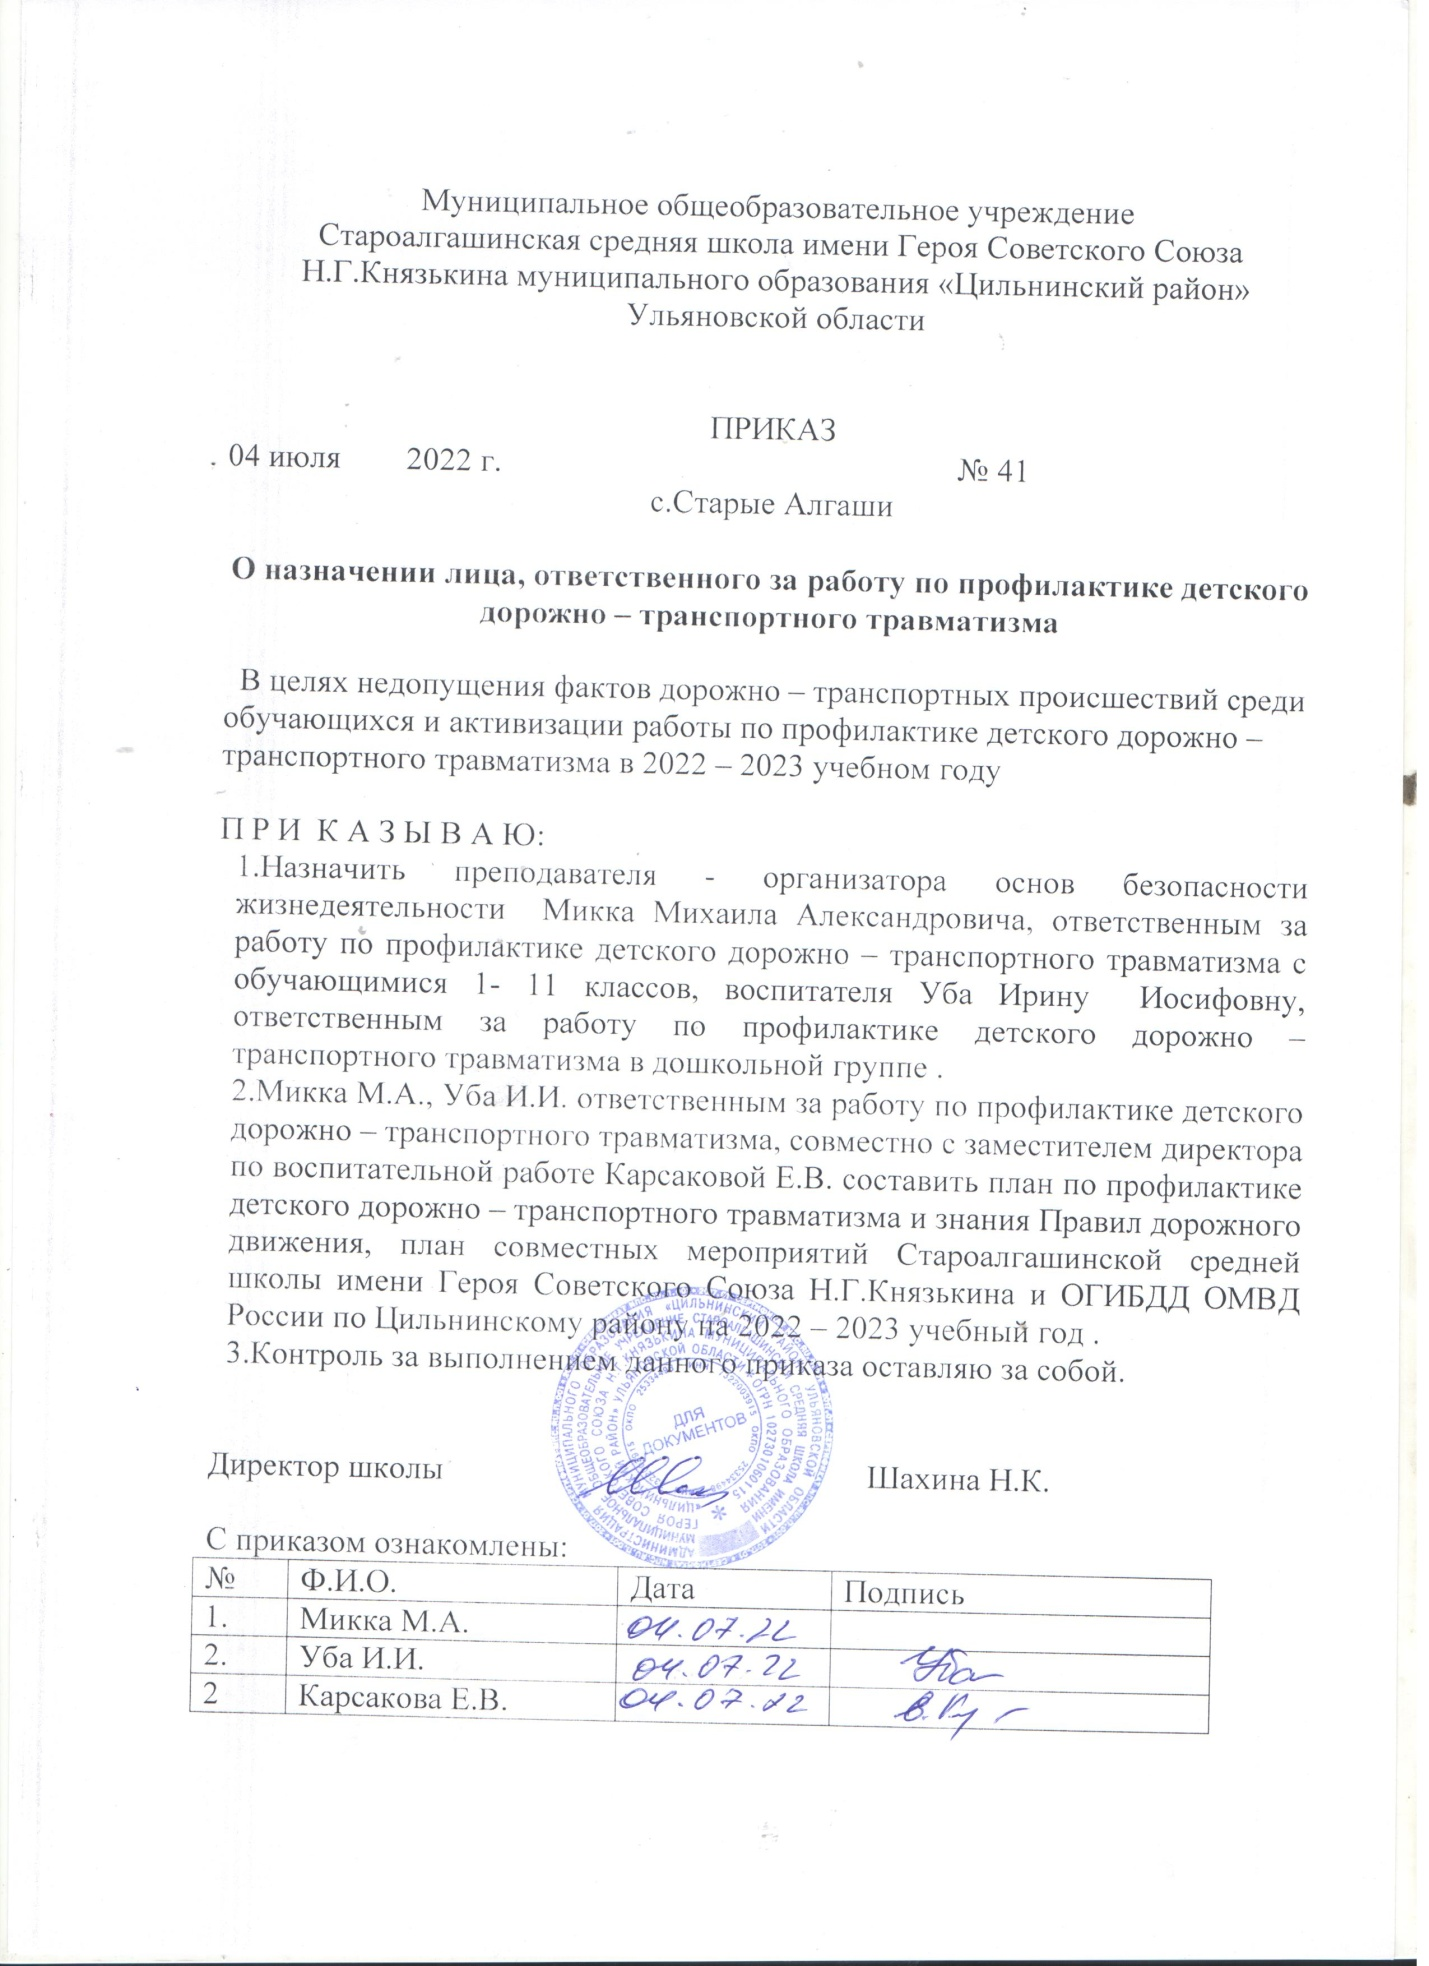 Муниципальное общеобразовательное учреждение
Староалгашинская средняя школа имени Героя Советского Союза
Н.Г.Князькина муниципального образования «Цильнинский район»
Ульяновской области
ПРИКАЗ
. 04 июля 2022 г. № 41
с.Старые Алгаши
О назначении лица, ответственного за работу по профилактике детского
дорожно – транспортного травматизма
В целях недопущения фактов дорожно – транспортных происшествий среди
обучающихся и активизации работы по профилактике детского дорожно –
транспортного травматизма в 2022 – 2023 учебном году
П Р И К А З Ы В А Ю:
1.Назначить преподавателя - организатора основ безопасности
жизнедеятельности Микка Михаила Александровича, ответственным за
работу по профилактике детского дорожно – транспортного травматизма с
обучающимися 1- 11 классов, воспитателя Уба Ирину Иосифовну,
ответственным за работу по профилактике детского дорожно –
транспортного травматизма в дошкольной группе .
2.Микка М.А., Уба И.И. ответственным за работу по профилактике детского
дорожно – транспортного травматизма, совместно с заместителем директора
по воспитательной работе Карсаковой Е.В. составить план по профилактике
детского дорожно – транспортного травматизма и знания Правил дорожного
движения, план совместных мероприятий Староалгашинской средней
школы имени Героя Советского Союза Н.Г.Князькина и ОГИБДД ОМВД
России по Цильнинскому району на 2022 – 2023 учебный год .
3.Контроль за выполнением данного приказа оставляю за собой.
ДЛЯ
ДОКУМЕНТОВ
Директор школы Шахина Н.К.
С приказом ознакомлены:
№ Ф.И.О. Дата Подпись
1. Микка М.А. 04.07.22
2. Уба И.И. 04.07.22
2 Карсакова Е.В. 04.07.22